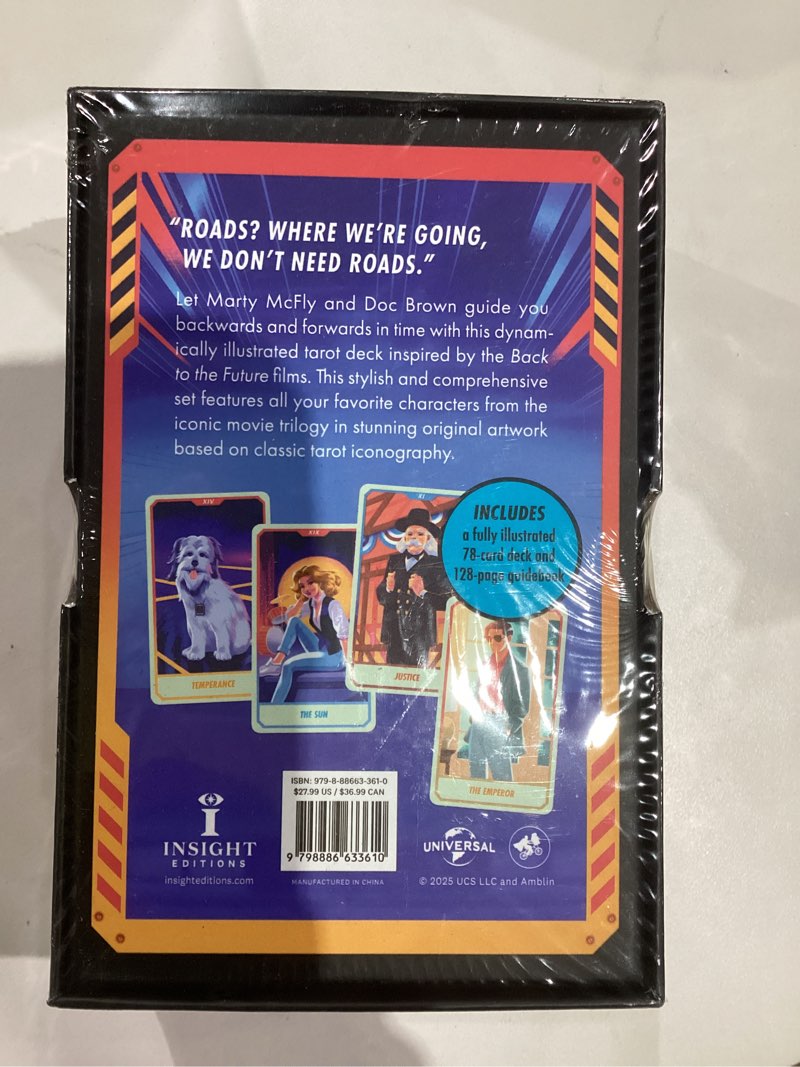 “ROADS? WHERE WE’RE GOING,
WE DON’T NEED ROADS.”
Let Marty McFly and Doc Brown guide you
backwards and forwards in time with this dynam-
ically illustrated tarot deck inspired by the Back
to the Future films. This stylish and comprehensive
set features all your favorite characters from the
iconic movie trilogy in stunning original artwork
based on classic tarot iconography.
INCLUDES
a fully illustrated
78-card deck and
128-page guidebook
XIV
TEMPERANCE
XIX
THE SUN
XI
JUSTICE
THE EMPEROR
INSIGHT
EDITIONS
insighteditions.com
ISBN: 979-8-88663-361-0
$27.99 US / $36.99 CAN
9 798886 633610
MANUFACTURED IN CHINA
UNIVERSAL
© 2025 UCS LLC and Amblin